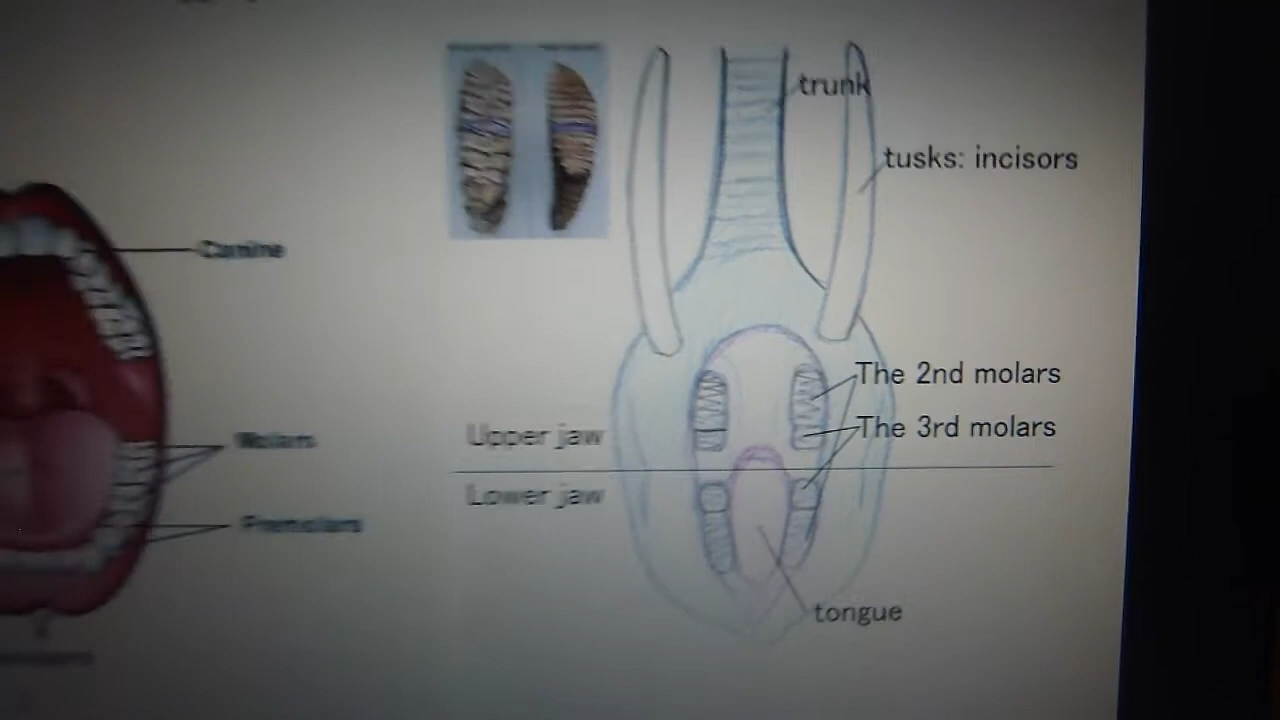 trunk
tusks: incisors
Canine
The 2nd molars
The 3rd molars
Upper jaw
Molars
Lower jaw
Premolars
tongue